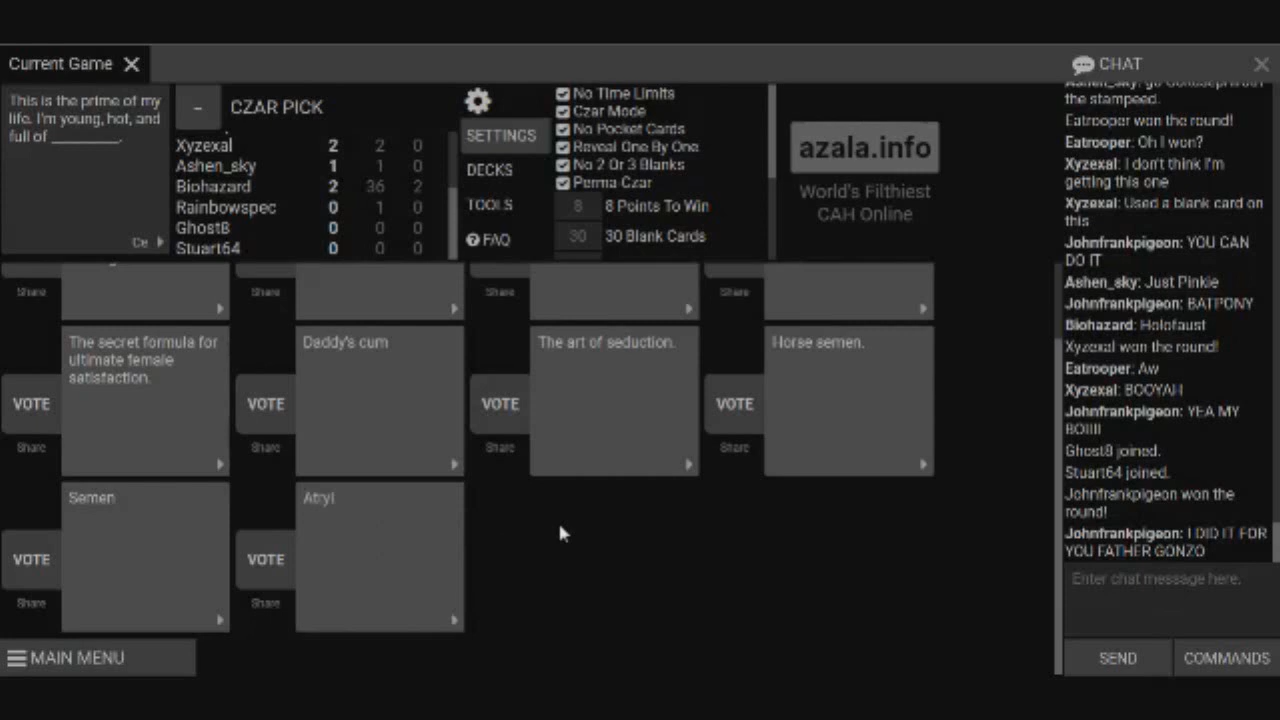 Current Game
This is the prime of my
life. I'm young, hot, and
full of ________.
Ce
-
CZAR PICK
Xyzexal 2 2 0
Ashen_sky 1 1 0
Biohazard 2 36 2
Rainbowspec 0 1 0
Ghost8 0 0 0
Stuart64 0 0 0
SETTINGS
DECKS
TOOLS
FAQ
No Time Limits
Czar Mode
No Pocket Cards
Reveal One By One
No 2 Or 3 Blanks
Perma Czar
8 8 Points To Win
30 30 Blank Cards
azala.info
World's Filthiest
CAH Online
Share
Share
Share
Share
The secret formula for
ultimate female
satisfaction.
VOTE
Share
Daddy's cum
VOTE
Share
The art of seduction.
VOTE
Share
Horse semen.
VOTE
Share
Semen
VOTE
Share
Atryl
VOTE
Share
MAIN MENU
CHAT
the stampeed.
Eatrooper won the round!
Eatrooper: Oh I won?
Xyzexal: I don't think I'm
getting this one
Xyzexal: Used a blank card on
this
Johnfrankpigeon: YOU CAN
DO IT
Ashen_sky: Just Pinkie
Johnfrankpigeon: BATPONY
Biohazard: Holofaust
Xyzexal won the round!
Eatrooper: Aw
Xyzexal: BOOYAH
Johnfrankpigeon: YEA MY
BOIIII
Ghost8 joined.
Stuart64 joined.
Johnfrankpigeon won the
round!
Johnfrankpigeon: I DID IT FOR
YOU FATHER GONZO
Enter chat message here.
SEND
COMMANDS